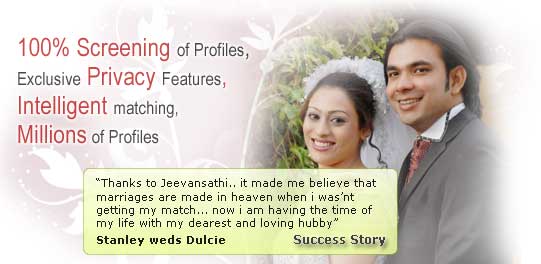 100% Screening of Profiles,
Exclusive Privacy Features,
Intelligent matching,
Millions of Profiles
“Thanks to Jeevansathi.. it made me believe that
marriages are made in heaven when i was'nt
getting my match... now i am having the time of
my life with my dearest and loving hubby”
Stanley weds Dulcie Success Story